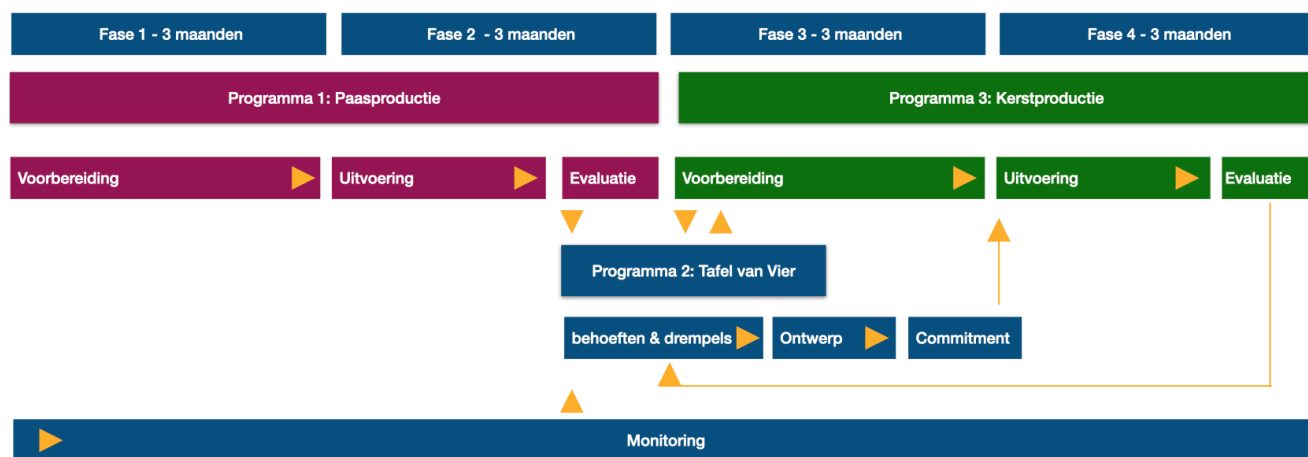 Fase 1 - 3 maanden
Fase 2 - 3 maanden
Fase 3 - 3 maanden
Fase 4 - 3 maanden
Programma 1: Paasproductie
Programma 3: Kerstproductie
Voorbereiding
Uitvoering
Evaluatie
Voorbereiding
Uitvoering
Evaluatie
Programma 2: Tafel van Vier
behoeften & drempels
Ontwerp
Commitment
Monitoring